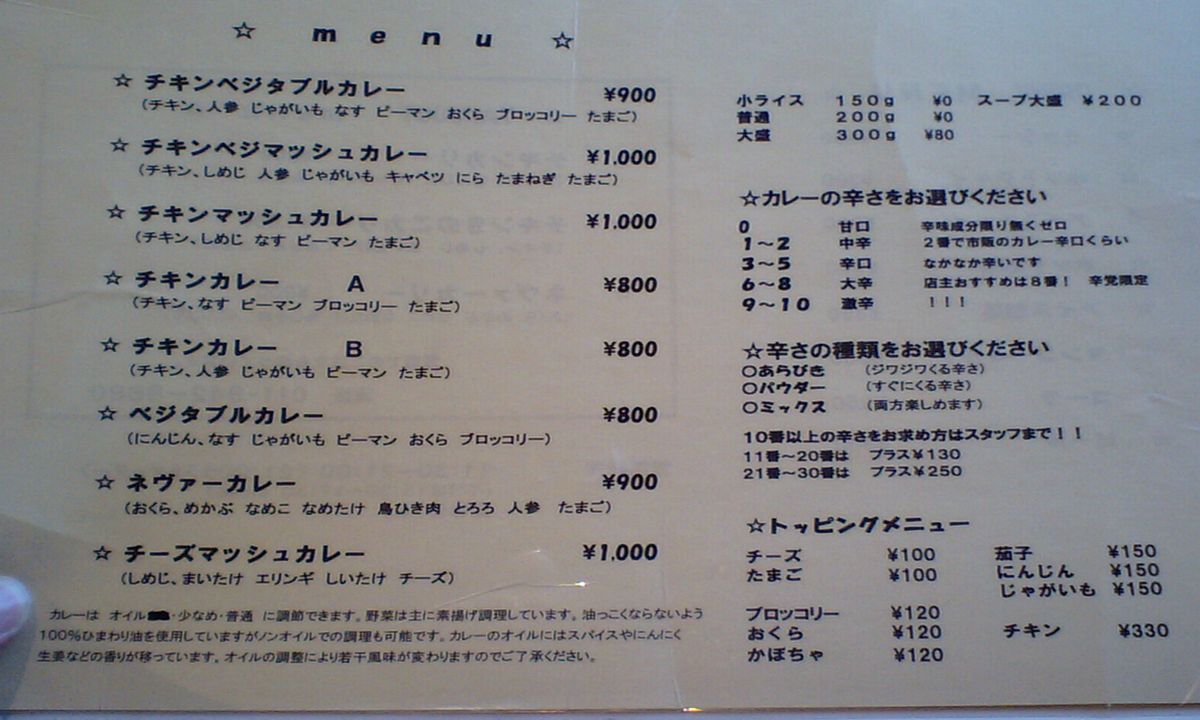 ☆ menu ☆
☆ チキンベジタブルカレー ¥900
(チキン、人参 じゃがいも なす ピーマン おくら ブロッコリー たまご)
☆ チキンベジマッシュカレー ¥1,000
(チキン、しめじ 人参 じゃがいも キャベツ にら たまねぎ たまご)
☆ チキンマッシュカレー ¥1,000
(チキン、しめじ なす ピーマン たまご)
☆ チキンカレー A ¥800
(チキン、なす ピーマン ブロッコリー たまご)
☆ チキンカレー B ¥800
(チキン、人参 じゃがいも ピーマン たまご)
☆ ベジタブルカレー ¥800
(にんじん、なす じゃがいも ピーマン おくら ブロッコリー)
☆ ネヴァーカレー ¥900
(おくら、めかぶ なめこ なめたけ 鳥ひき肉 とろろ 人参 たまご)
☆ チーズマッシュカレー ¥1,000
(しめじ、まいたけ エリンギ しいたけ チーズ)
カレーは オイル ・少なめ・普通 に調節できます。野菜は主に素揚げ調理しています。油っこくならないよう
100%ひまわり油を使用していますがノンオイルでの調理も可能です。カレーのオイルにはスパイスやにんにく
生姜などの香りが移っています。オイルの調整により若干風味が変わりますのでご了承ください。
小ライス 150g ¥0 スープ大盛 ¥200
普通 200g ¥0
大盛 300g ¥80
☆カレーの辛さをお選びください
0 甘口 辛味成分限り無くゼロ
1～2 中辛 2番で市販のカレー辛口くらい
3～5 辛口 なかなか辛いです
6～8 大辛 店主おすすめは8番! 辛党限定
9～10 激辛 !!!
☆辛さの種類をお選びください
○あらびき (ジワジワくる辛さ)
○パウダー (すぐにくる辛さ)
○ミックス (両方楽しめます)
10番以上の辛さをお求め方はスタッフまで!!
11番～20番は プラス¥130
21番～30番は プラス¥250
☆トッピングメニュー
チーズ ¥100
たまご ¥100
ブロッコリー ¥120
おくら ¥120
かぼちゃ ¥120
茄子 ¥150
にんじん ¥150
じゃがいも ¥150
チキン ¥330